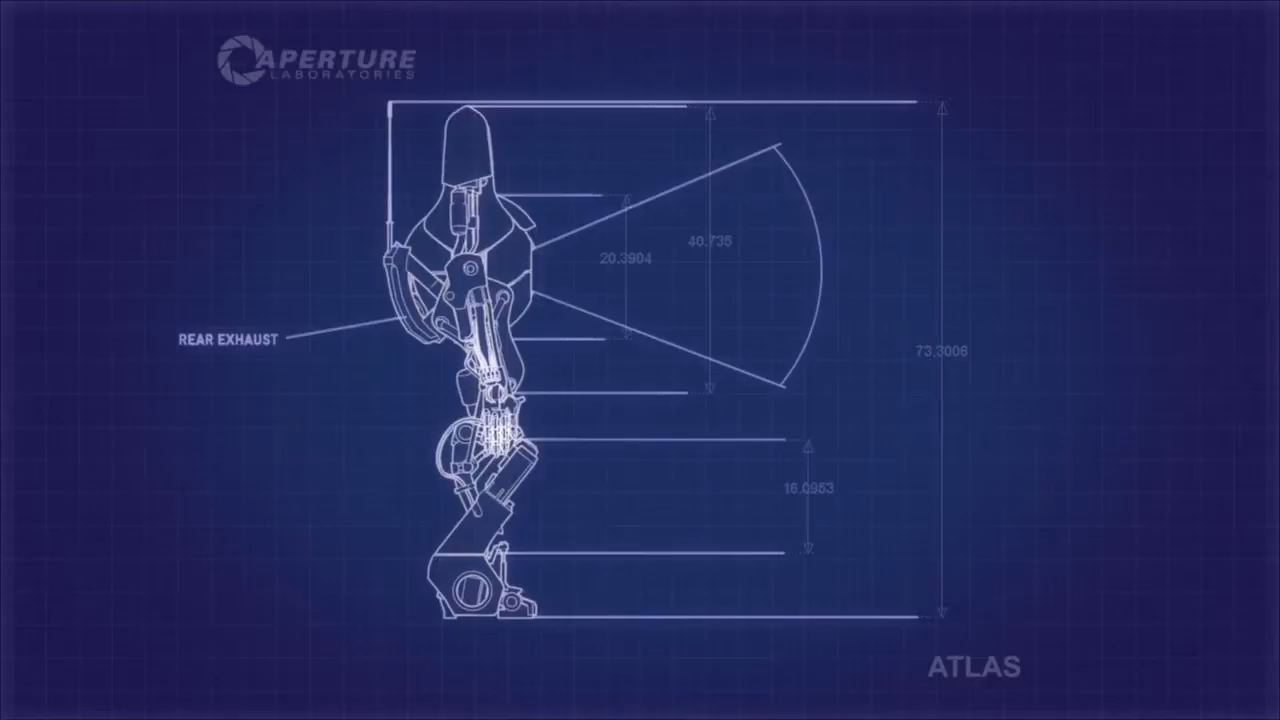 APERTURE
LABORATORIES
40.735
20.3904
REAR EXHAUST
73.3006
16.0953
ATLAS